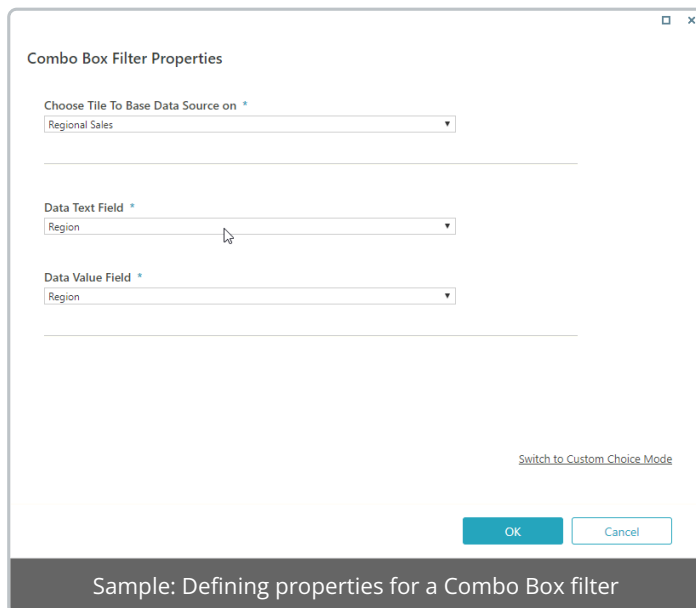 Combo Box Filter Properties
Choose Tile To Base Data Source on *
Regional Sales
Data Text Field *
Region
Data Value Field *
Region
Switch to Custom Choice Mode
OK Cancel
Sample: Defining properties for a Combo Box filter